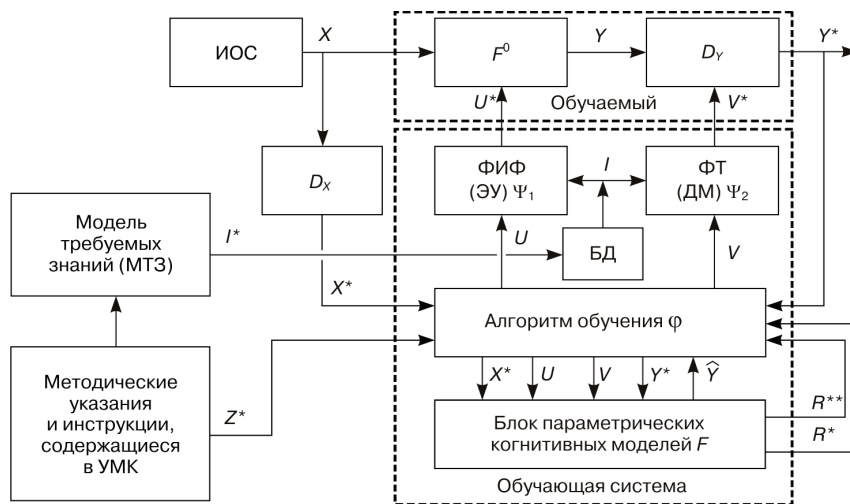 X
Y
Y*
ИОС
F⁰
D_Y
U*
Обучаемый
V*
D_X
ФИФ
(ЭУ) Ψ₁
I
ФТ
(ДМ) Ψ₂
Модель
требуемых
знаний (МТЗ)
I*
U
БД
V
X*
Алгоритм обучения φ
Методические
указания
и инструкции,
содержащиеся
в УМК
Z*
X*
U
V
Y*
Ŷ
Блок параметрических
когнитивных моделей F
R**
R*
Обучающая система